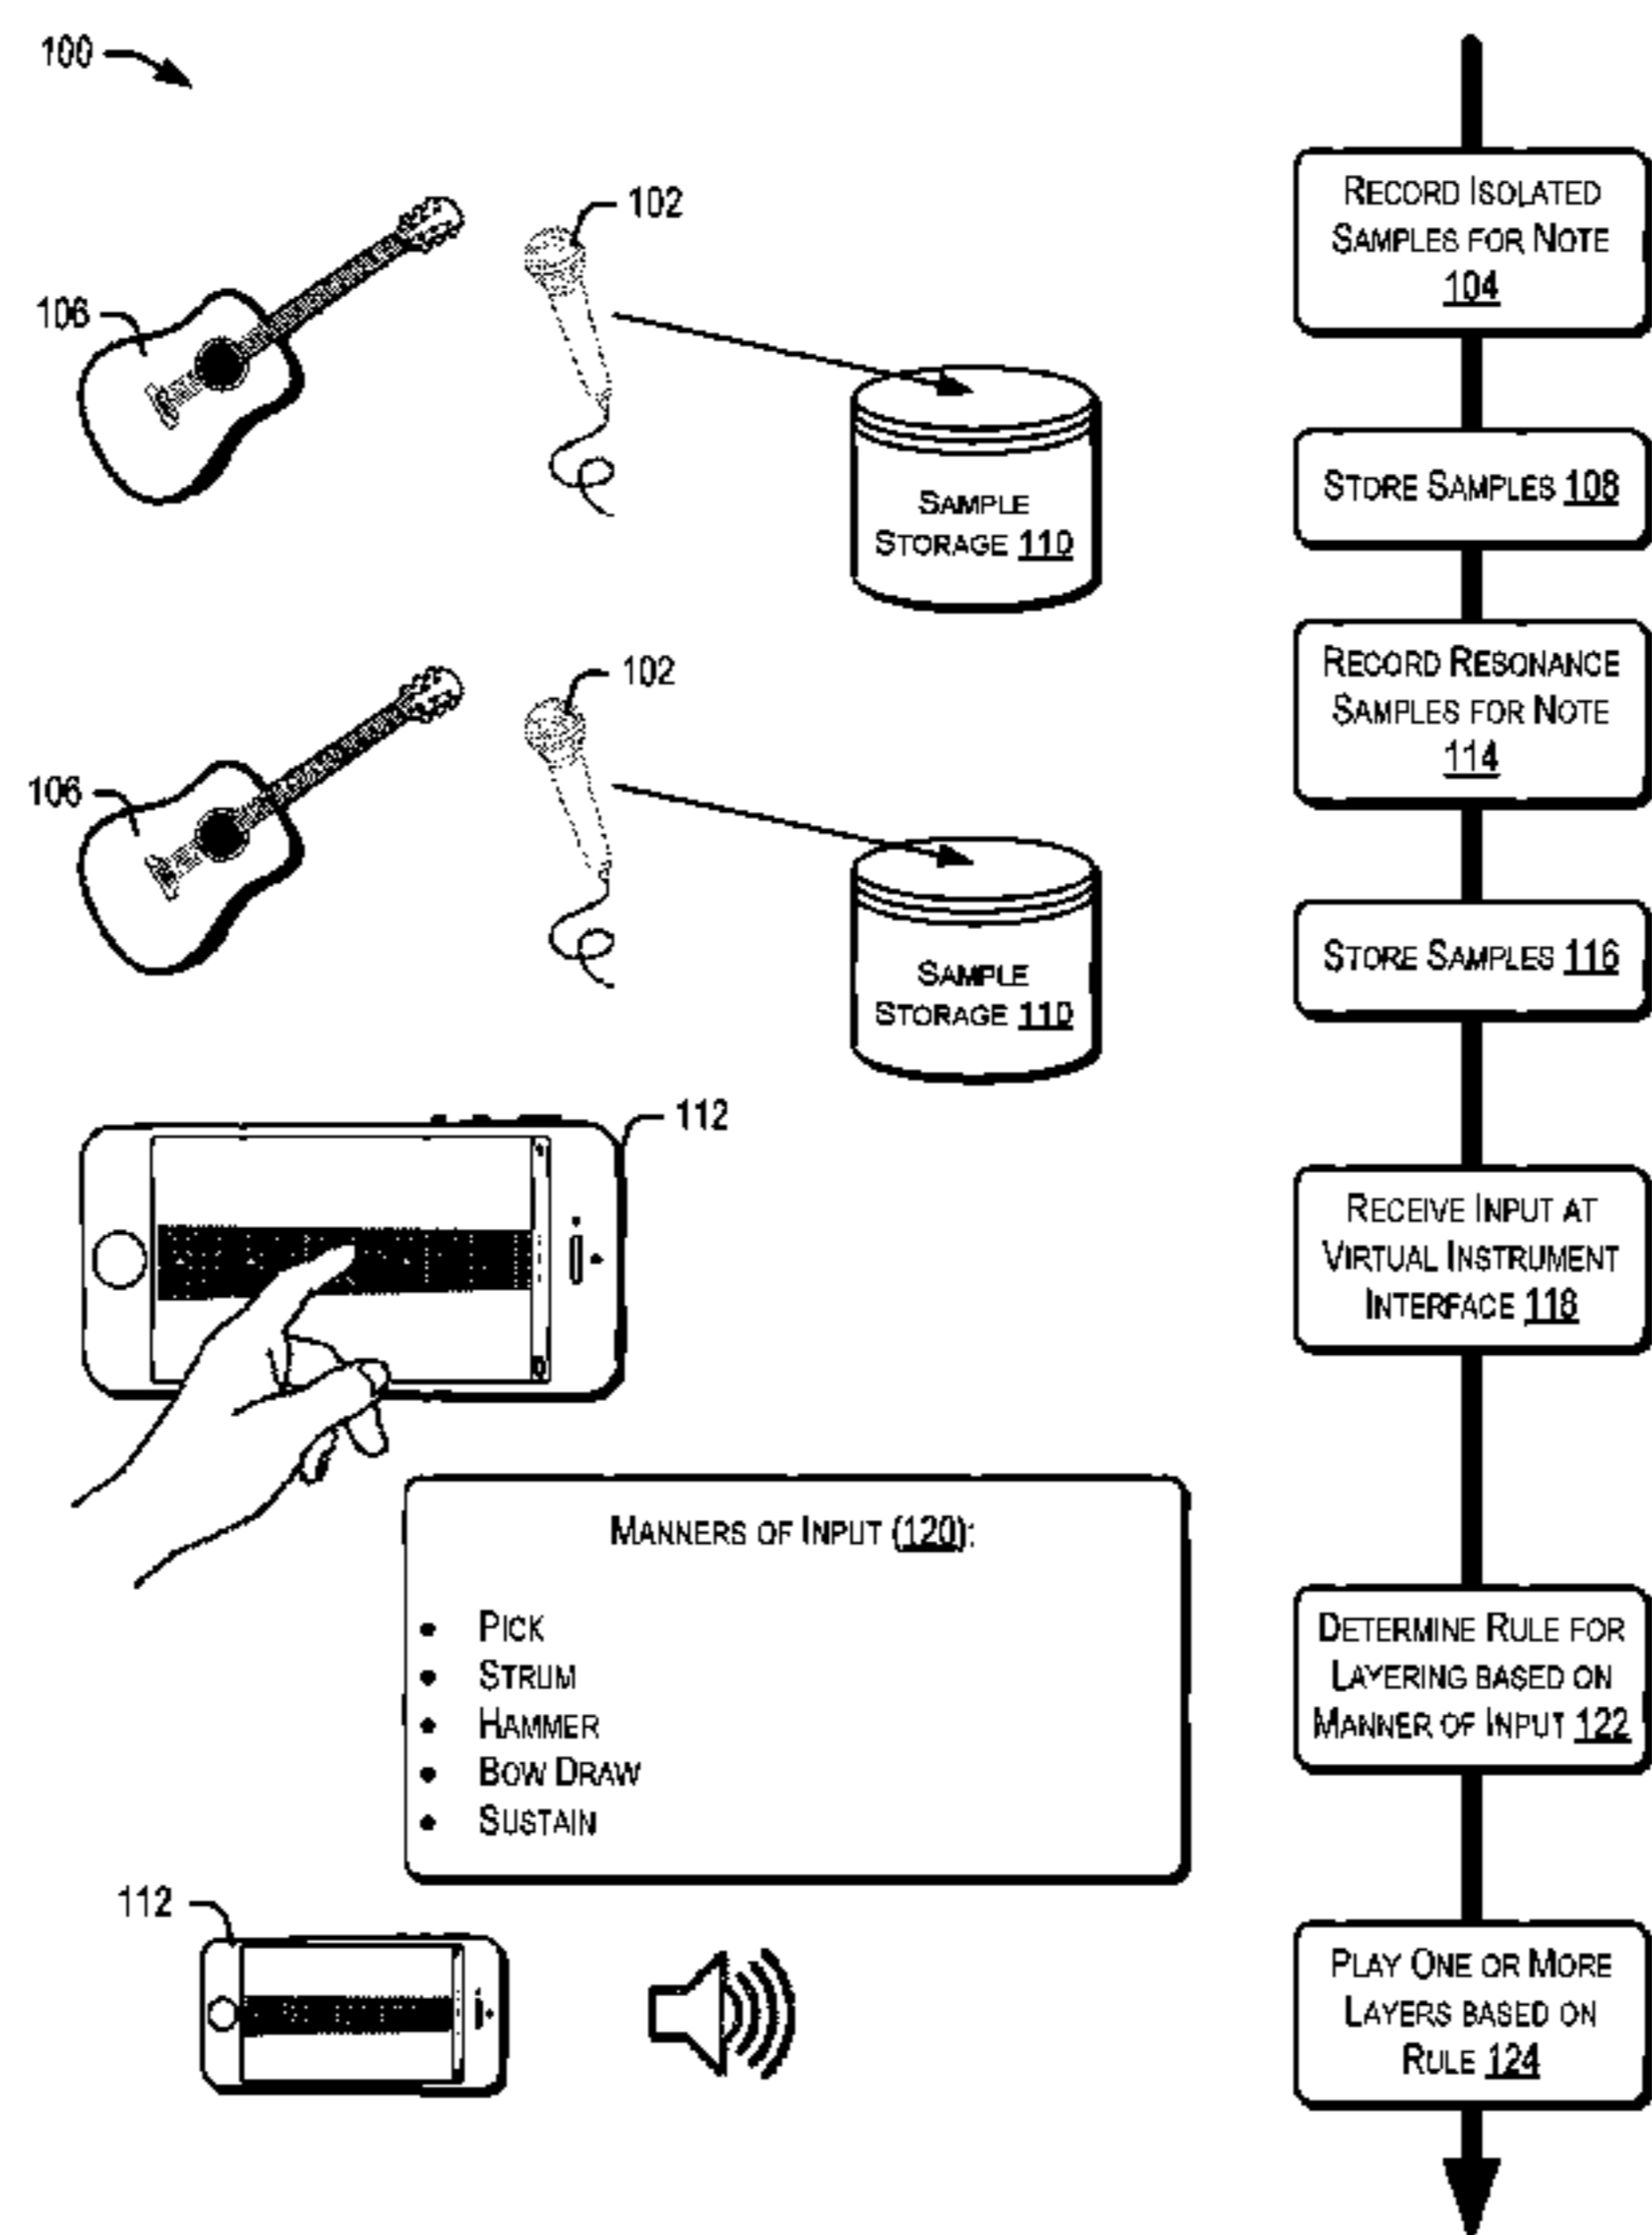 100
102
106
SAMPLE
STORAGE 110
102
106
SAMPLE
STORAGE 110
112
MANNERS OF INPUT (120):
• PICK
• STRUM
• HAMMER
• BOW DRAW
• SUSTAIN
112
RECORD ISOLATED
SAMPLES FOR NOTE
104
STORE SAMPLES 108
RECORD RESONANCE
SAMPLES FOR NOTE
114
STORE SAMPLES 116
RECEIVE INPUT AT
VIRTUAL INSTRUMENT
INTERFACE 118
DETERMINE RULE FOR
LAYERING BASED ON
MANNER OF INPUT 122
PLAY ONE OR MORE
LAYERS BASED ON
RULE 124